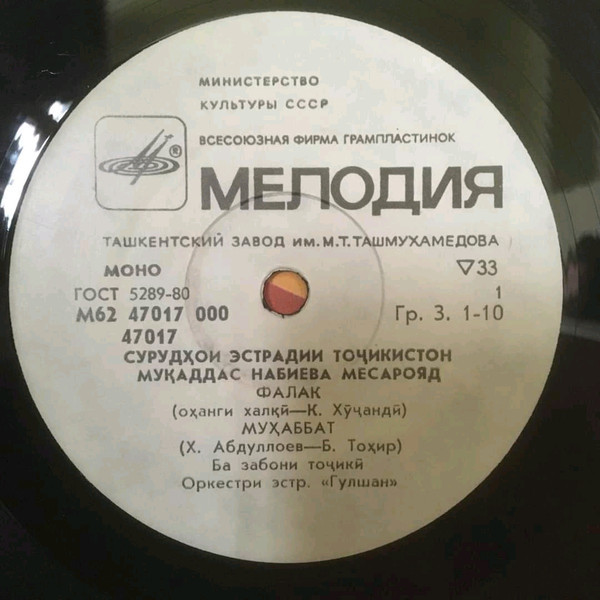 МИНИСТЕРСТВО
КУЛЬТУРЫ СССР
ВСЕСОЮЗНАЯ ФИРМА ГРАМПЛАСТИНОК
МЕЛОДИЯ
ТАШКЕНТСКИЙ ЗАВОД ИМ. М.Т. ТАШМУХАМЕДОВА
МОНО ▽33
ГОСТ 5289-80 1
М62 47017 000 Гр. 3. 1-10
47017
СУРУДҲОИ ЭСТРАДИИ ТОҶИКИСТОН
МУҚАДДАС НАБИЕВА МЕСАРОЯД
ФАЛАК
(оҳанги халқӣ—К. Хӯҷандӣ)
МУҲАББАТ
(Х. Абдуллоев—Б. Тоҳир)
Ба забони тоҷикӣ
Оркестри эстр. «Гулшан»